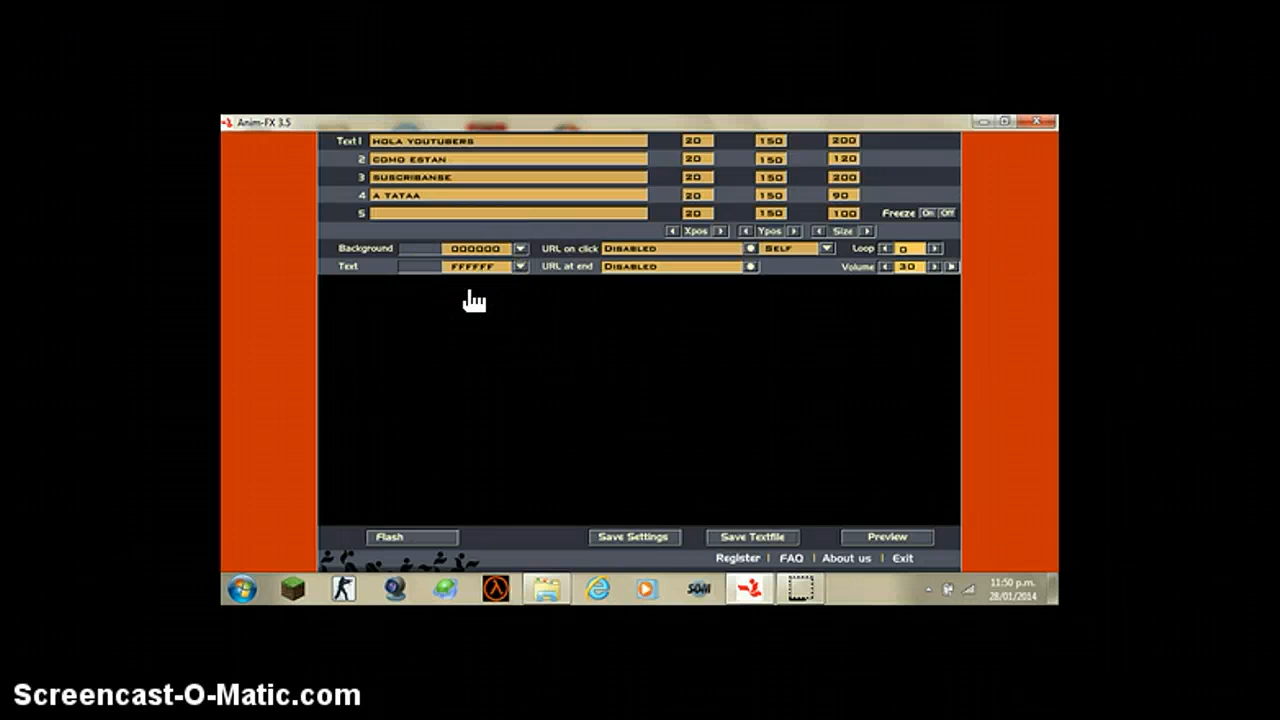 Anim-FX 3.5
Text 1 HOLA YOUTUBERS 20 150 200
2 COMO ESTAN 20 150 120
3 SUSCRIBANSE 20 150 200
4 A TATAA 20 150 90
5 20 150 100 Freeze On Off
Xpos Ypos Size
Background 000000 URL on click DISABLED SELF Loop 0
Text FFFFFF URL at end DISABLED Volume 30
Flash Save Settings Save Textfile Preview
Register | FAQ | About us | Exit
SOM
11:50 p.m.
28/01/2014
Screencast-O-Matic.com